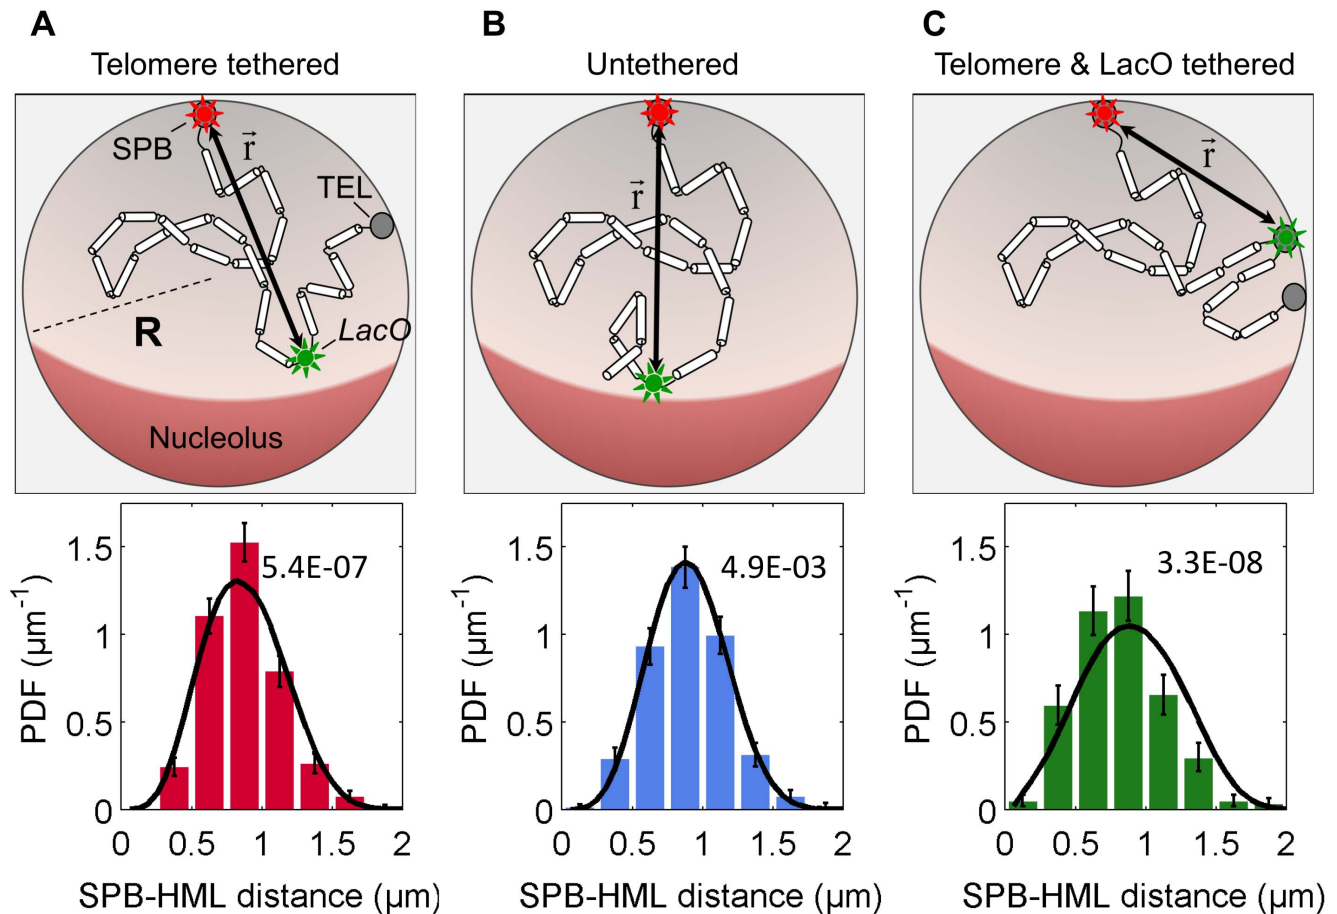 A
B
C
Telomere tethered
Untethered
Telomere & LacO tethered
SPB
r
TEL
R
LacO
Nucleolus
r
r
PDF (µm⁻¹)
1.5
1
0.5
0
5.4E-07
0
0.5
1
1.5
2
SPB-HML distance (µm)
PDF (µm⁻¹)
1.5
1
0.5
0
4.9E-03
0
0.5
1
1.5
2
SPB-HML distance (µm)
PDF (µm⁻¹)
1.5
1
0.5
0
3.3E-08
0
0.5
1
1.5
2
SPB-HML distance (µm)